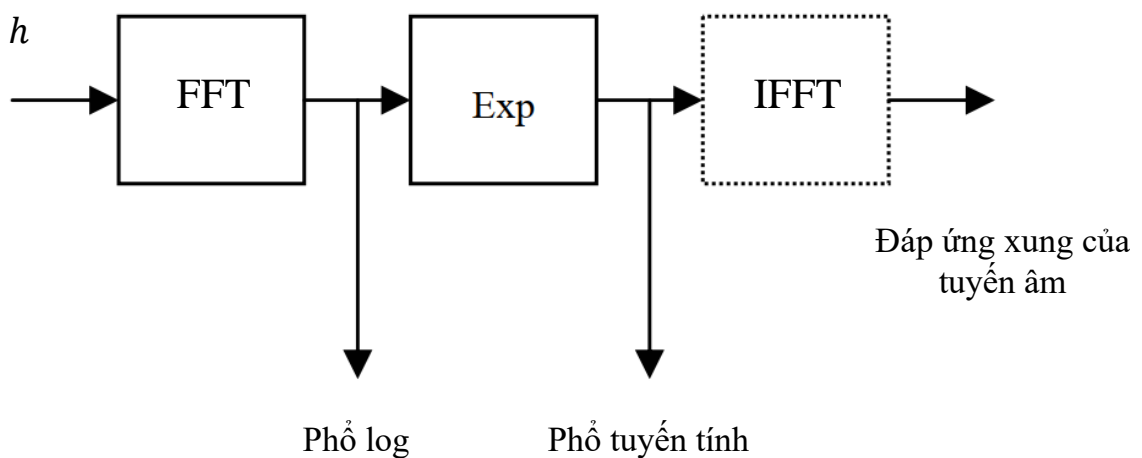 h
FFT
Exp
IFFT
Đáp ứng xung của
tuyến âm
Phổ log
Phổ tuyến tính